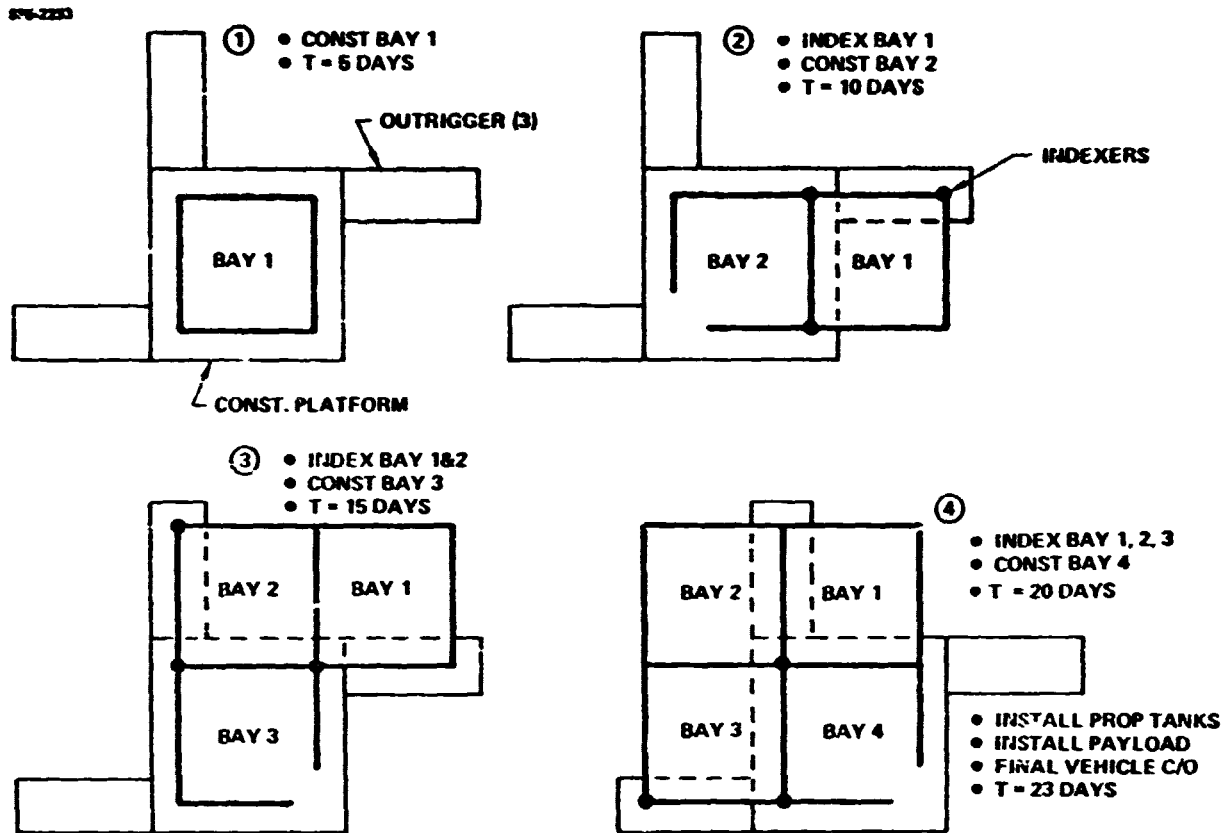 ① • CONST BAY 1
• T = 5 DAYS
OUTRIGGER (3)
BAY 1
CONST. PLATFORM
② • INDEX BAY 1
• CONST BAY 2
• T = 10 DAYS
INDEXERS
BAY 2 BAY 1
③ • INDEX BAY 1&2
• CONST BAY 3
• T = 15 DAYS
BAY 2 BAY 1
BAY 3
④
• INDEX BAY 1, 2, 3
• CONST BAY 4
• T = 20 DAYS
BAY 2 BAY 1
BAY 3 BAY 4
• INSTALL PROP TANKS
• INSTALL PAYLOAD
• FINAL VEHICLE C/O
• T = 23 DAYS